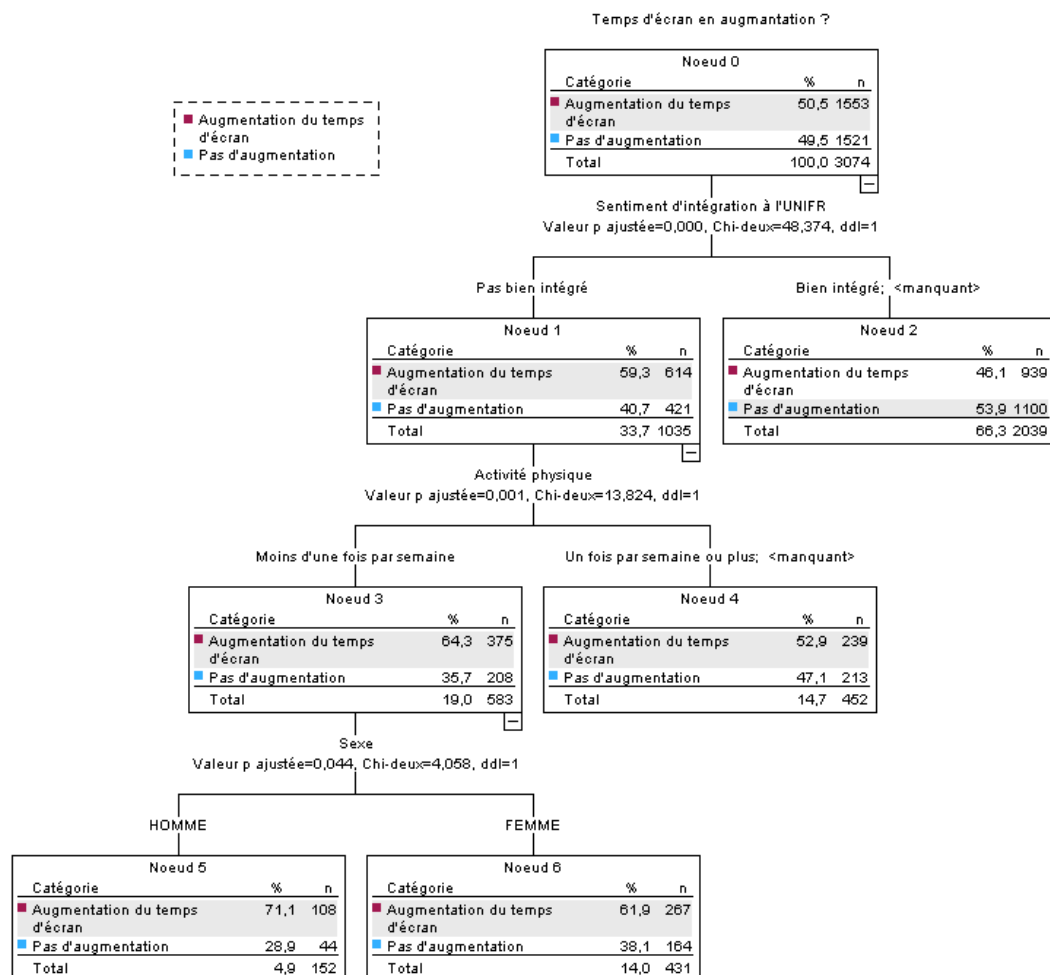 Temps d'écran en augmantation ?
Noeud 0
Catégorie % n
Augmentation du temps d'écran 50,5 1553
Pas d'augmentation 49,5 1521
Total 100,0 3074
Augmentation du temps d'écran
Pas d'augmentation
Sentiment d'intégration à l'UNIFR
Valeur p ajustée=0,000, Chi-deux=48,374, ddl=1
Pas bien intégré
Bien intégré; <manquant>
Noeud 1
Catégorie % n
Augmentation du temps d'écran 59,3 614
Pas d'augmentation 40,7 421
Total 33,7 1035
Noeud 2
Catégorie % n
Augmentation du temps d'écran 46,1 939
Pas d'augmentation 53,9 1100
Total 66,3 2039
Activité physique
Valeur p ajustée=0,001, Chi-deux=13,824, ddl=1
Moins d'une fois par semaine
Un fois par semaine ou plus; <manquant>
Noeud 3
Catégorie % n
Augmentation du temps d'écran 64,3 375
Pas d'augmentation 35,7 208
Total 19,0 583
Noeud 4
Catégorie % n
Augmentation du temps d'écran 52,9 239
Pas d'augmentation 47,1 213
Total 14,7 452
Sexe
Valeur p ajustée=0,044, Chi-deux=4,058, ddl=1
HOMME
FEMME
Noeud 5
Catégorie % n
Augmentation du temps d'écran 71,1 108
Pas d'augmentation 28,9 44
Total 4,9 152
Noeud 6
Catégorie % n
Augmentation du temps d'écran 61,9 267
Pas d'augmentation 38,1 164
Total 14,0 431